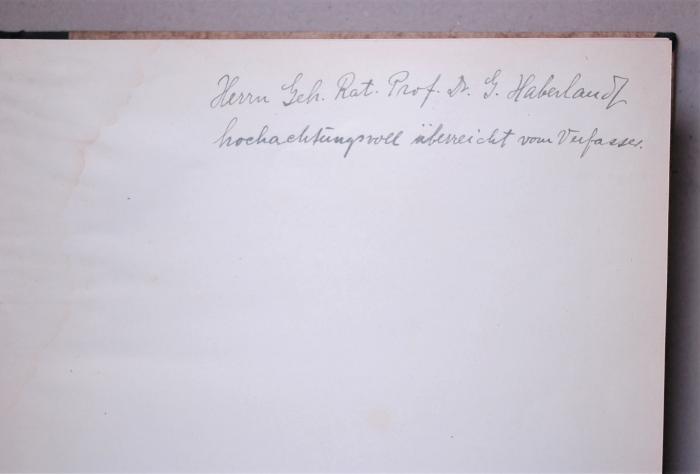 Herrn Geh. Rat. Prof. Dr. G. Haberlandt
hochachtungsvoll überreicht vom Verfasser.